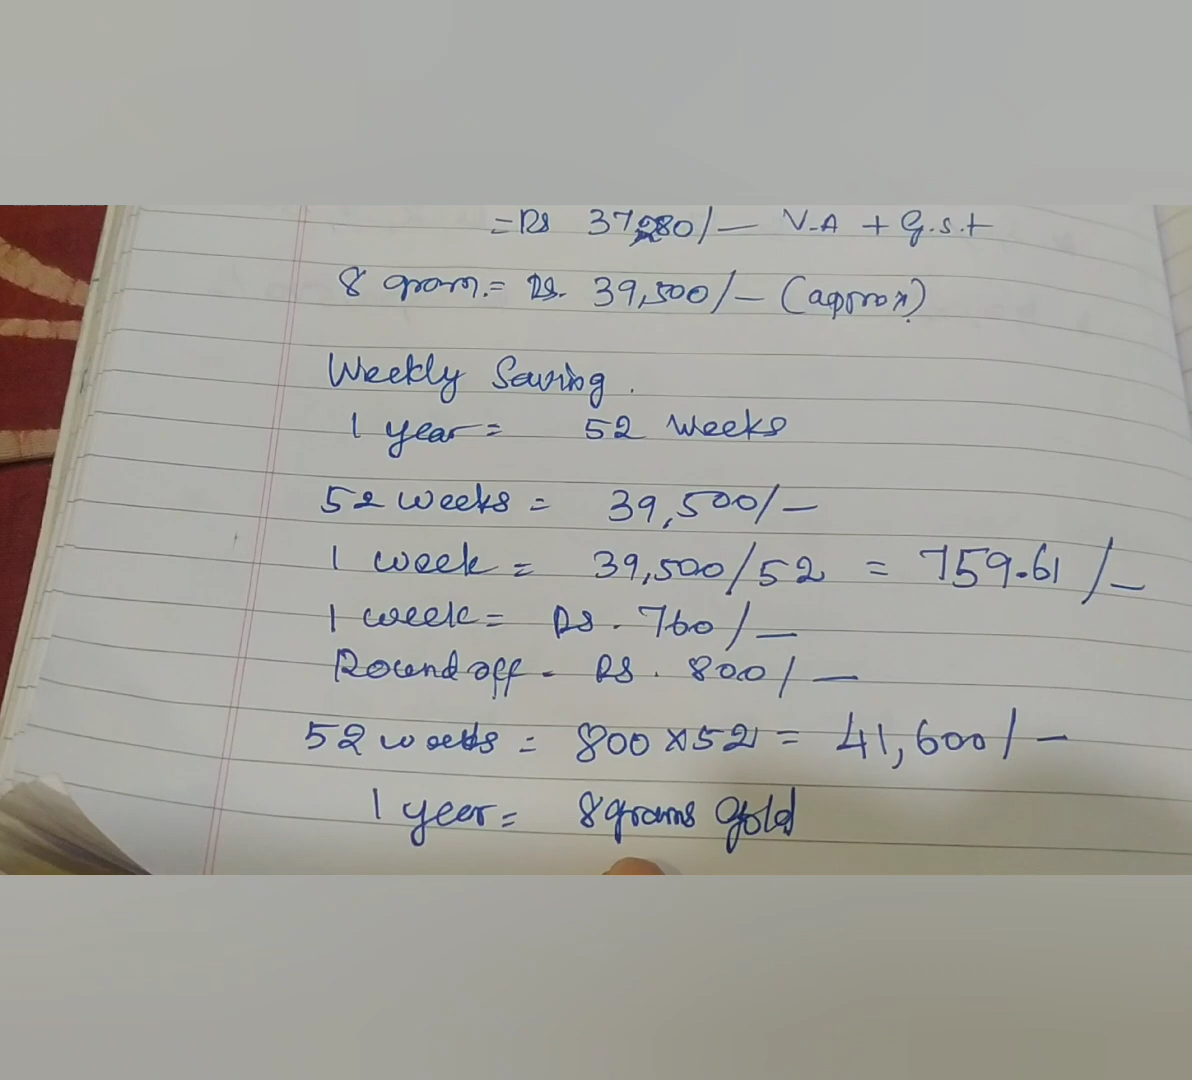 = Rs 37,280/- V.A + G.s.t
8 gram. = Rs. 39,500/- (approx)
Weekly Saving.
1 year = 52 Weeks
52 weeks = 39,500/-
1 week = 39,500/52 = 759.61/-
1 week = Rs. 760/-
Round off - Rs. 800/-
52 weeks = 800 x 52 = 41,600/-
1 year = 8 grams gold